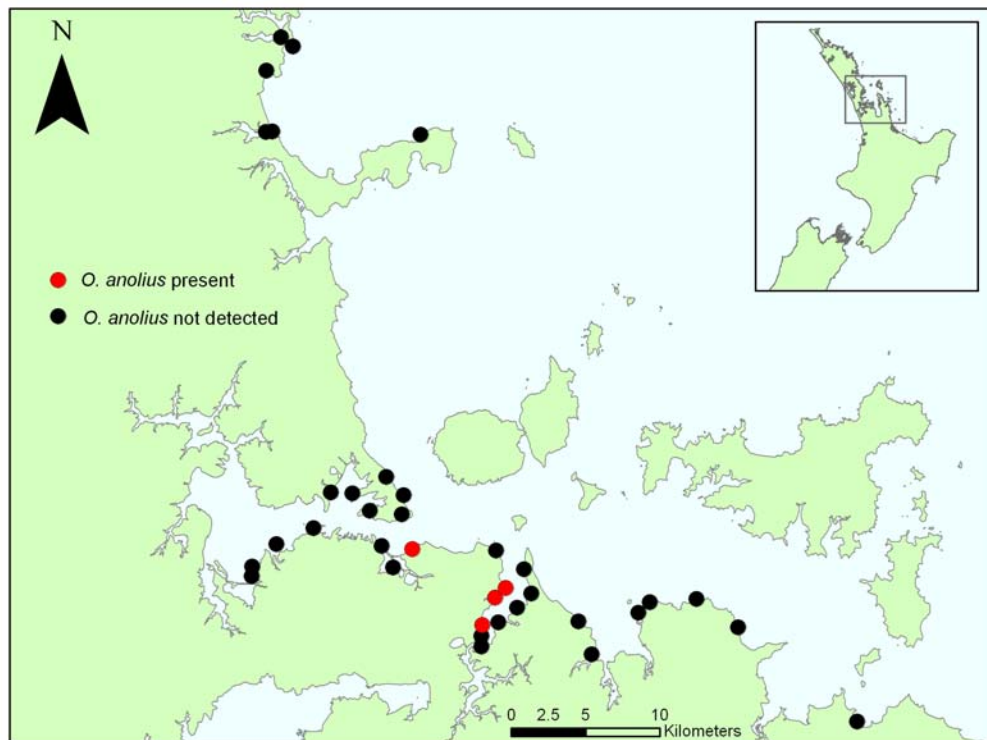 N
O. anolius present
O. anolius not detected
0 2.5 5 10
Kilometers